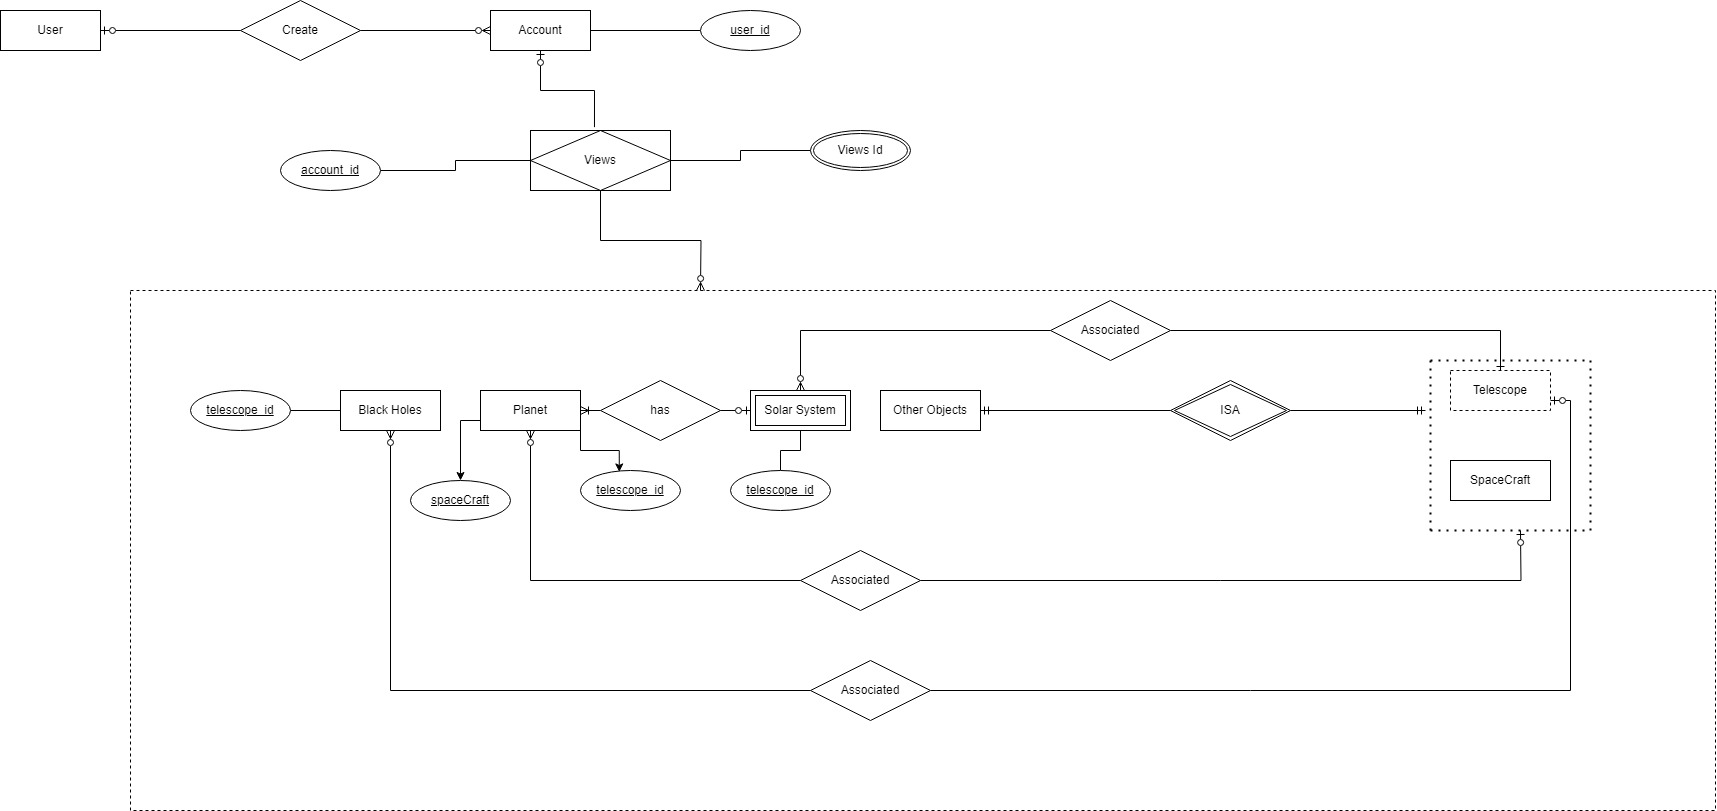 User
Create
Account
user_id
account_id
Views
Views Id
Associated
telescope_id
Black Holes
Planet
has
Solar System
Other Objects
ISA
Telescope
spaceCraft
telescope_id
telescope_id
SpaceCraft
Associated
Associated